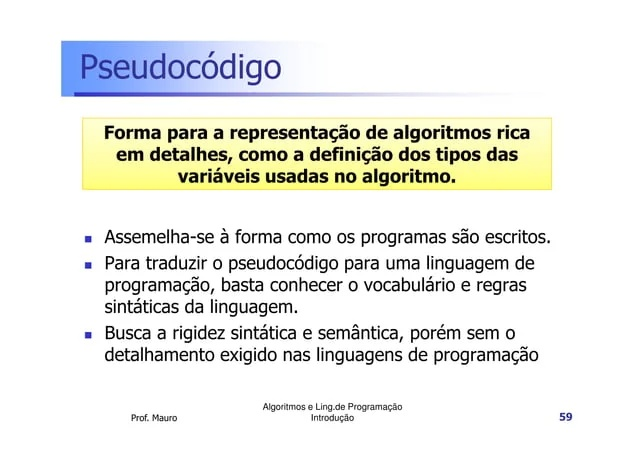 Pseudocódigo
Forma para a representação de algoritmos rica
em detalhes, como a definição dos tipos das
variáveis usadas no algoritmo.
Assemelha-se à forma como os programas são escritos.
Para traduzir o pseudocódigo para uma linguagem de
programação, basta conhecer o vocabulário e regras
sintáticas da linguagem.
Busca a rigidez sintática e semântica, porém sem o
detalhamento exigido nas linguagens de programação
Algoritmos e Ling.de Programação
Prof. Mauro
Introdução
59